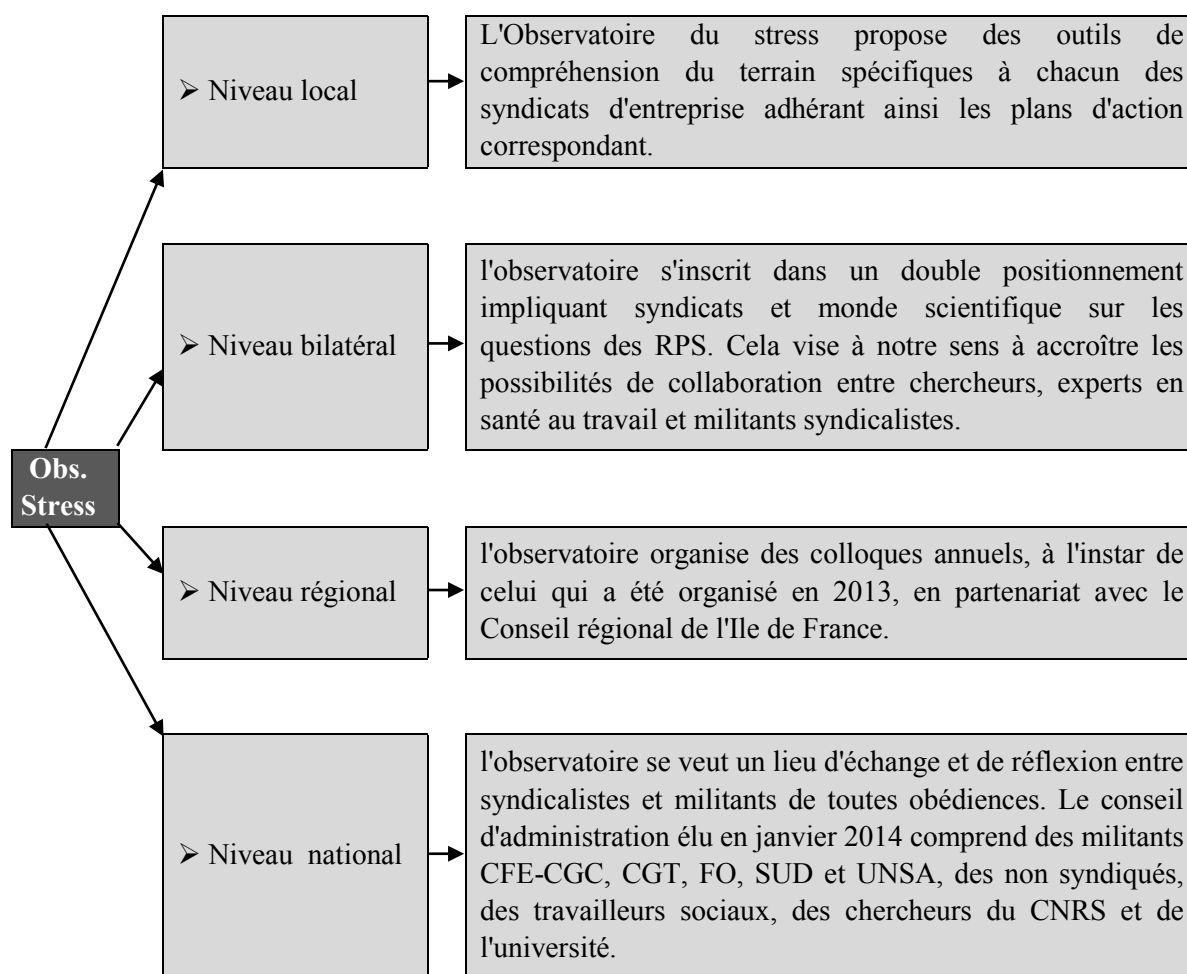 ➢ Niveau local
L'Observatoire du stress propose des outils de
compréhension du terrain spécifiques à chacun des
syndicats d'entreprise adhérant ainsi les plans d'action
correspondant.
➢ Niveau bilatéral
l'observatoire s'inscrit dans un double positionnement
impliquant syndicats et monde scientifique sur les
questions des RPS. Cela vise à notre sens à accroître les
possibilités de collaboration entre chercheurs, experts en
santé au travail et militants syndicalistes.
Obs.
Stress
➢ Niveau régional
l'observatoire organise des colloques annuels, à l'instar de
celui qui a été organisé en 2013, en partenariat avec le
Conseil régional de l'Ile de France.
➢ Niveau national
l'observatoire se veut un lieu d'échange et de réflexion entre
syndicalistes et militants de toutes obédiences. Le conseil
d'administration élu en janvier 2014 comprend des militants
CFE-CGC, CGT, FO, SUD et UNSA, des non syndiqués,
des travailleurs sociaux, des chercheurs du CNRS et de
l'université.